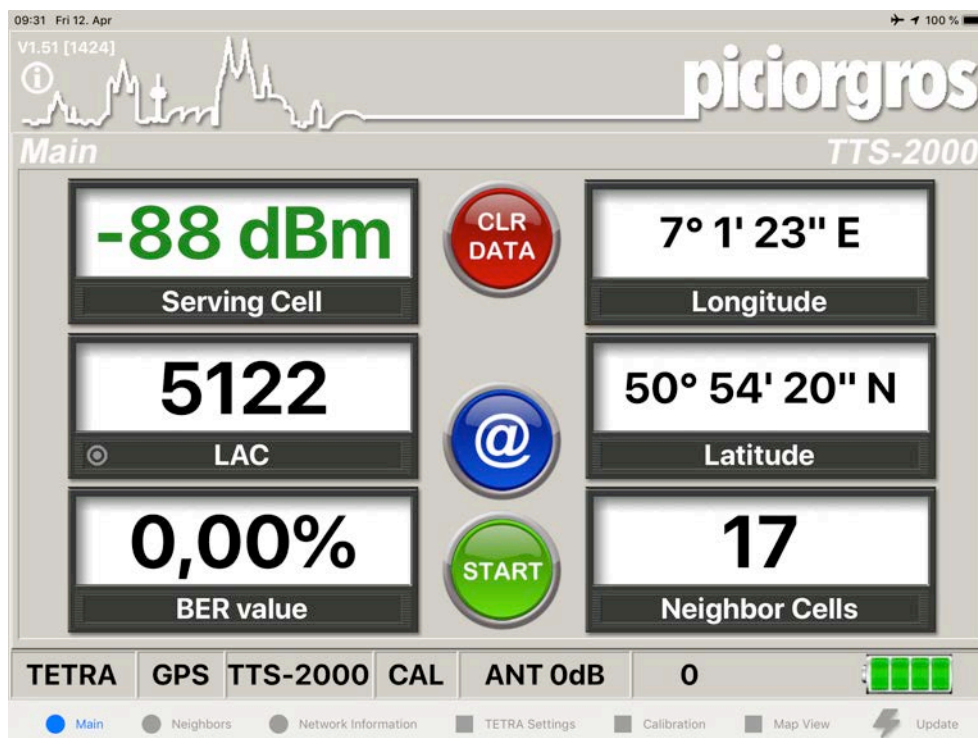 09:31 Fri 12. Apr
100 %
V1.51 [1424]
piciorgros
Main
TTS-2000
-88 dBm
Serving Cell
CLR
DATA
7° 1' 23" E
Longitude
5122
LAC
@
50° 54' 20" N
Latitude
0,00%
BER value
START
17
Neighbor Cells
TETRA GPS TTS-2000 CAL ANT 0dB 0
Main Neighbors Network Information TETRA Settings Calibration Map View Update